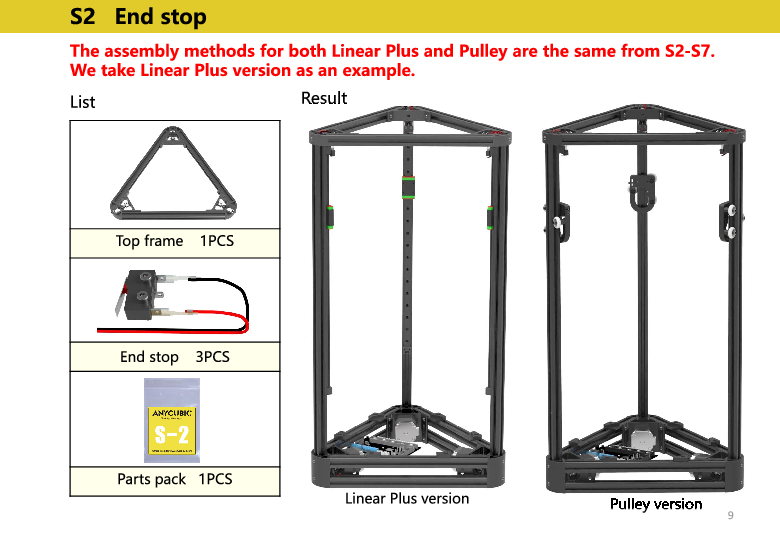 S2 End stop
The assembly methods for both Linear Plus and Pulley are the same from S2-S7.
We take Linear Plus version as an example.
List
Result
Top frame 1PCS
End stop 3PCS
ANYCUBIC
S-2
Parts pack 1PCS
Linear Plus version
Pulley version
9